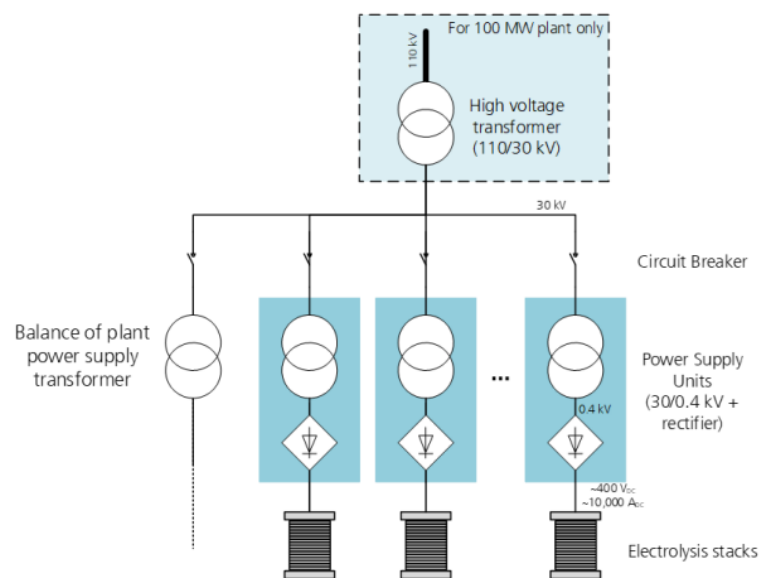 For 100 MW plant only
110 kV
High voltage
transformer
(110/30 kV)
30 kV
Circuit Breaker
Balance of plant
power supply
transformer
...
Power Supply
Units
(30/0.4 kV +
rectifier)
0.4 kV
~400 VDC
~10,000 ADC
Electrolysis stacks